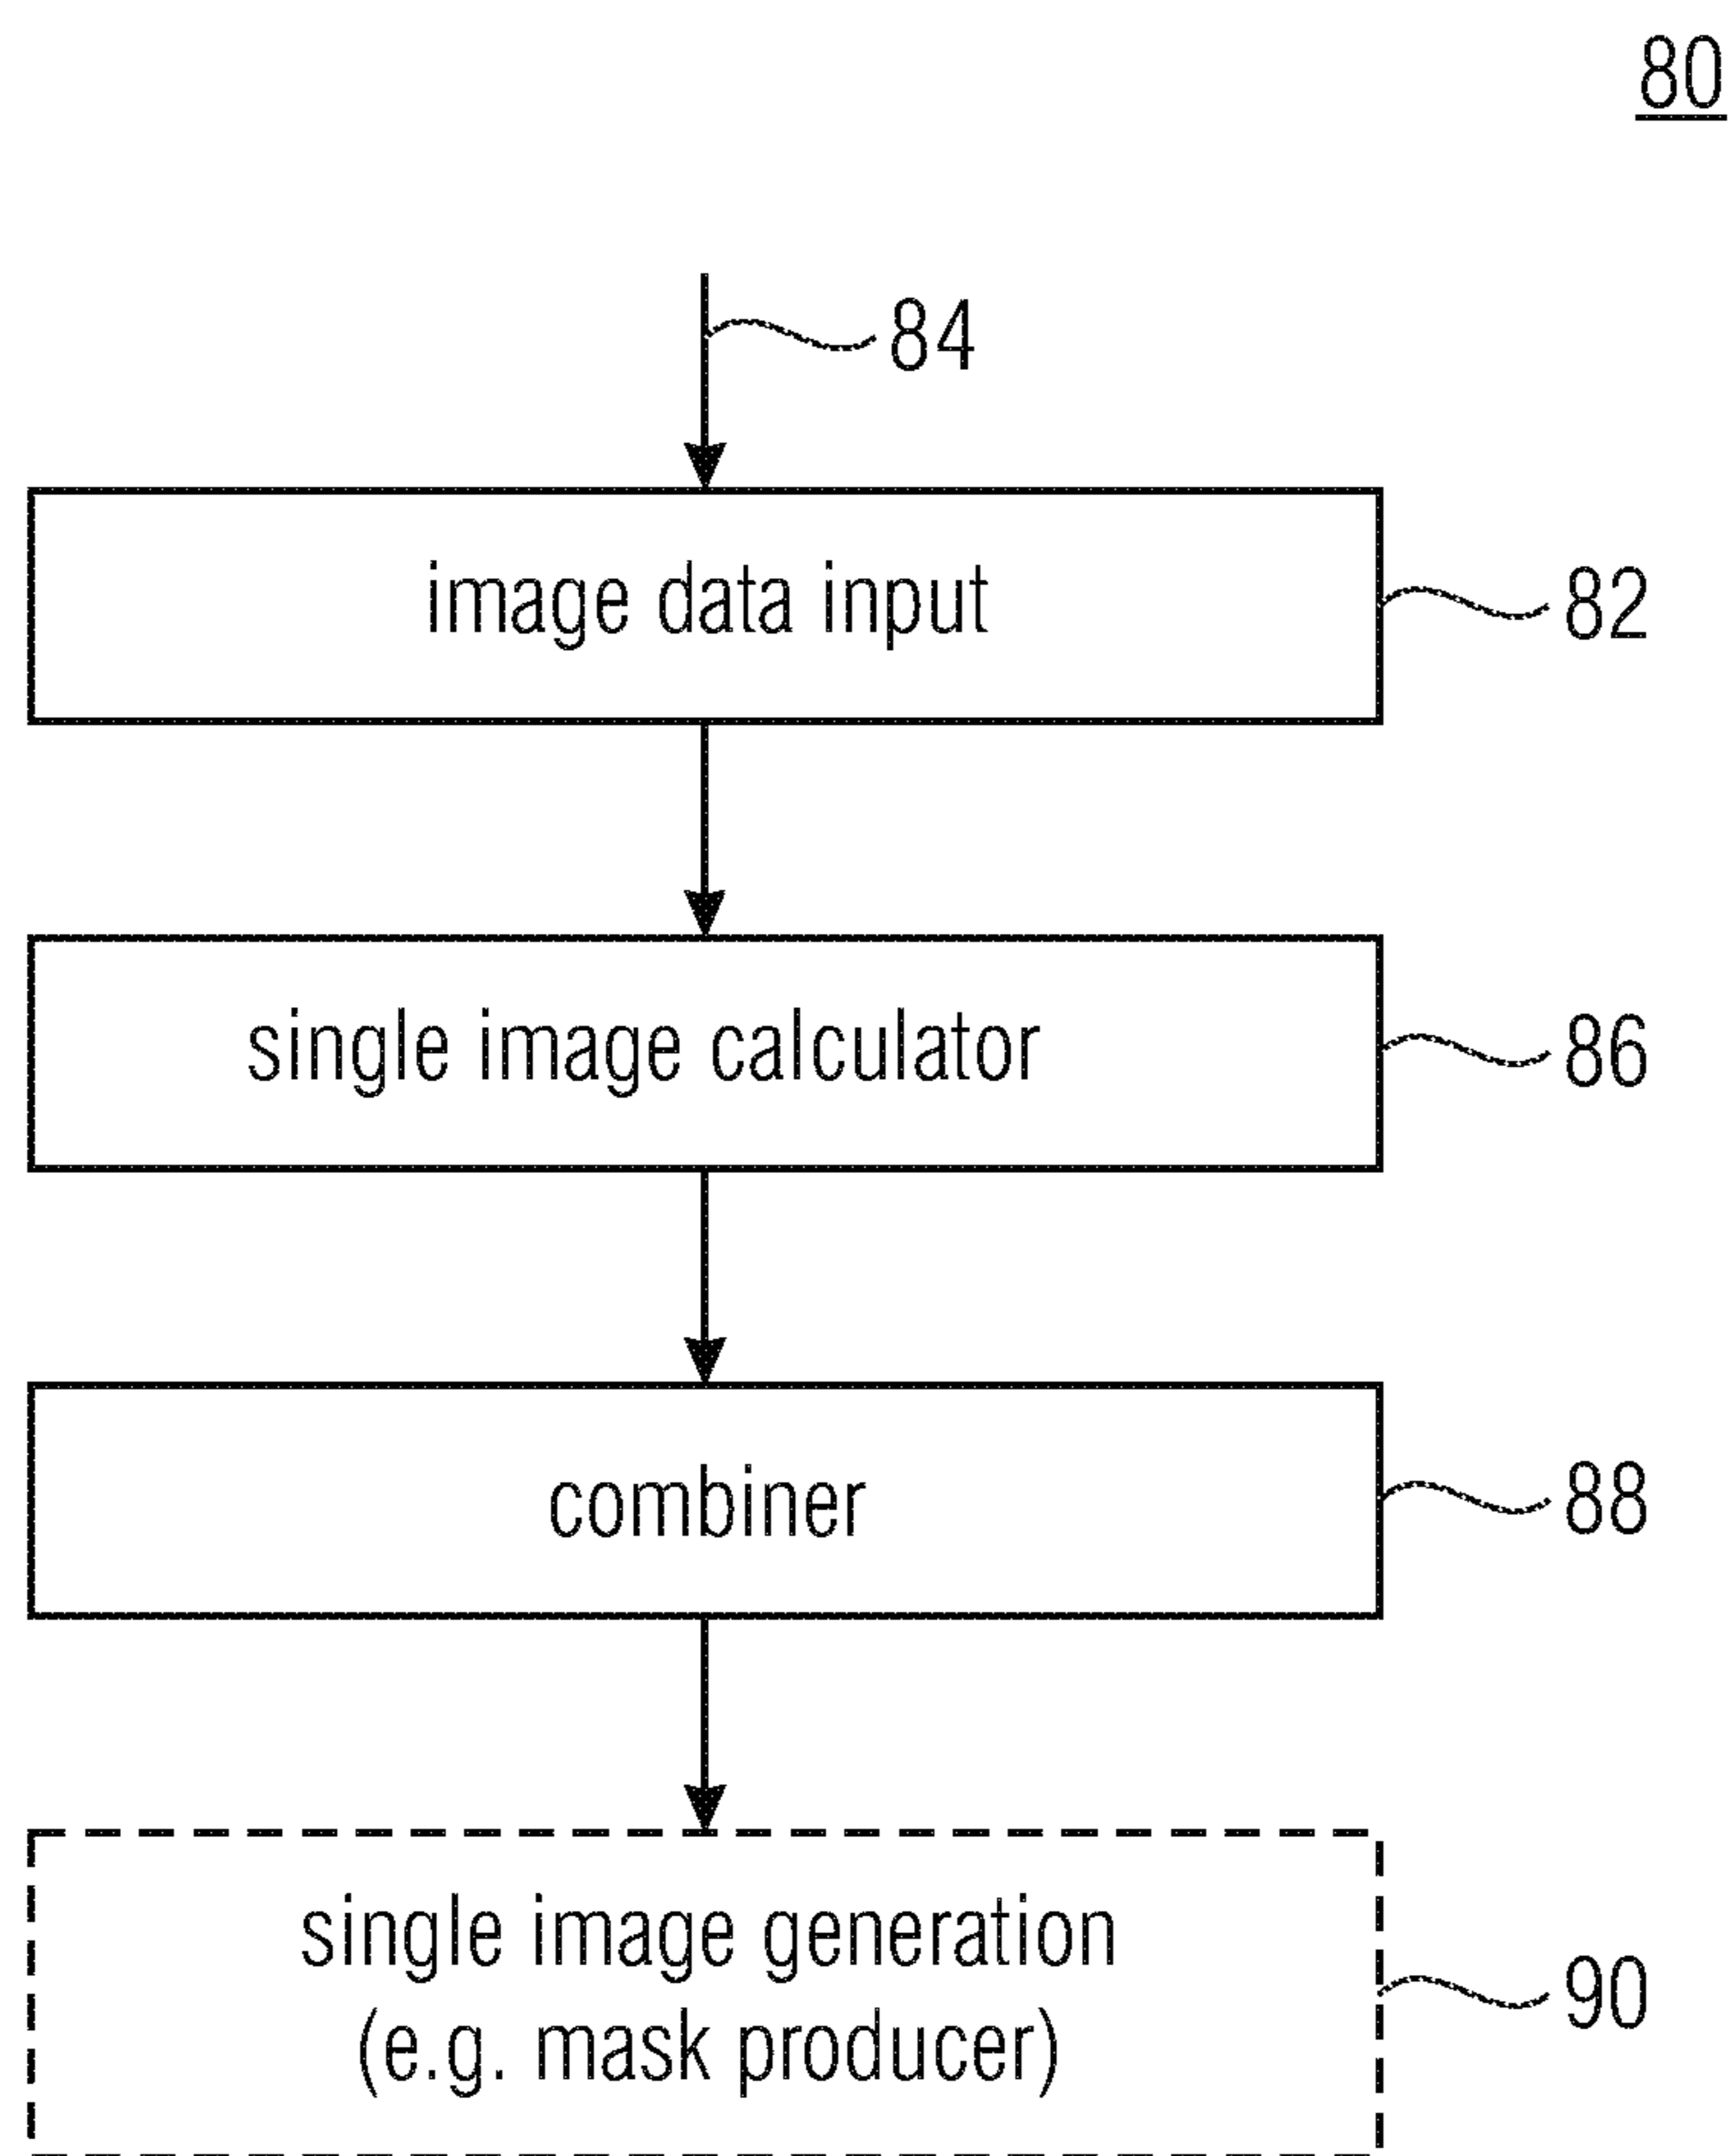 80
84
image data input
82
single image calculator
86
combiner
88
single image generation
(e.g. mask producer)
90